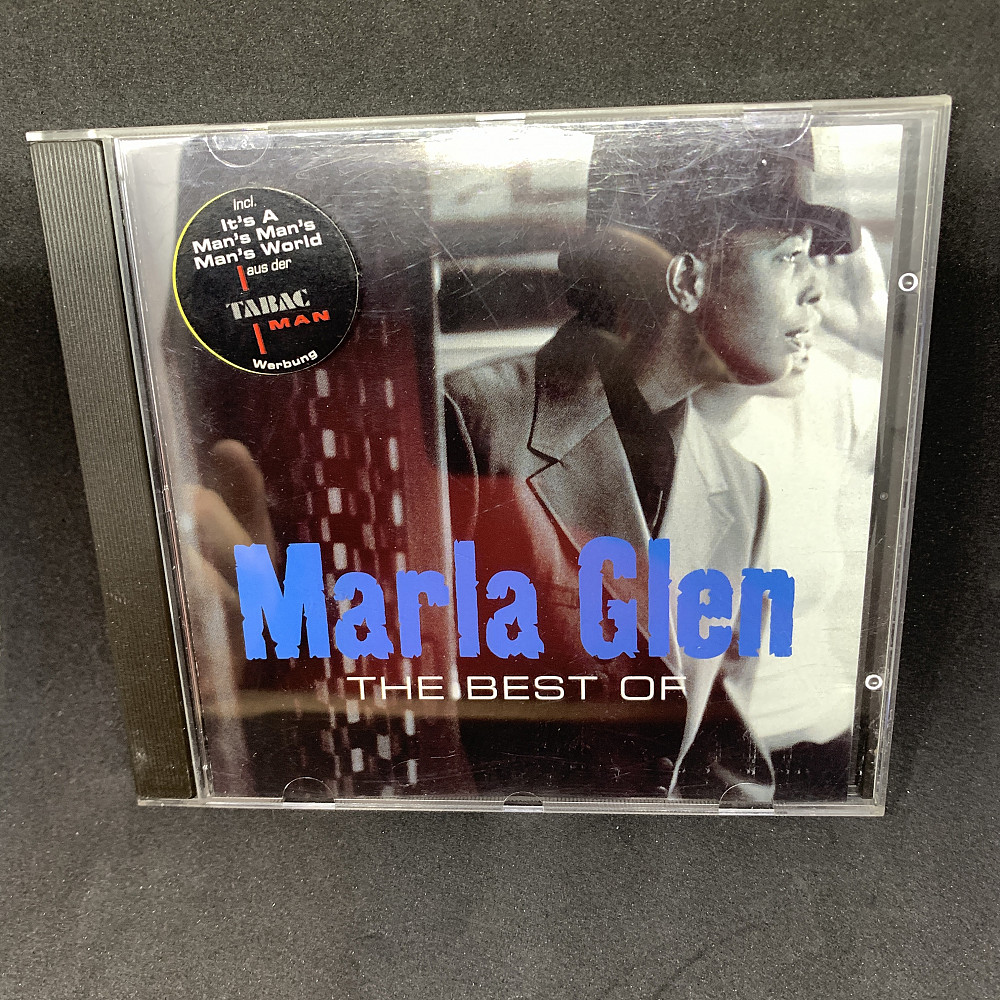 Incl.
It's A
Man's Man's
Man's World
aus der
TABAC
MAN
Werbung
Marla Glen
THE BEST OF